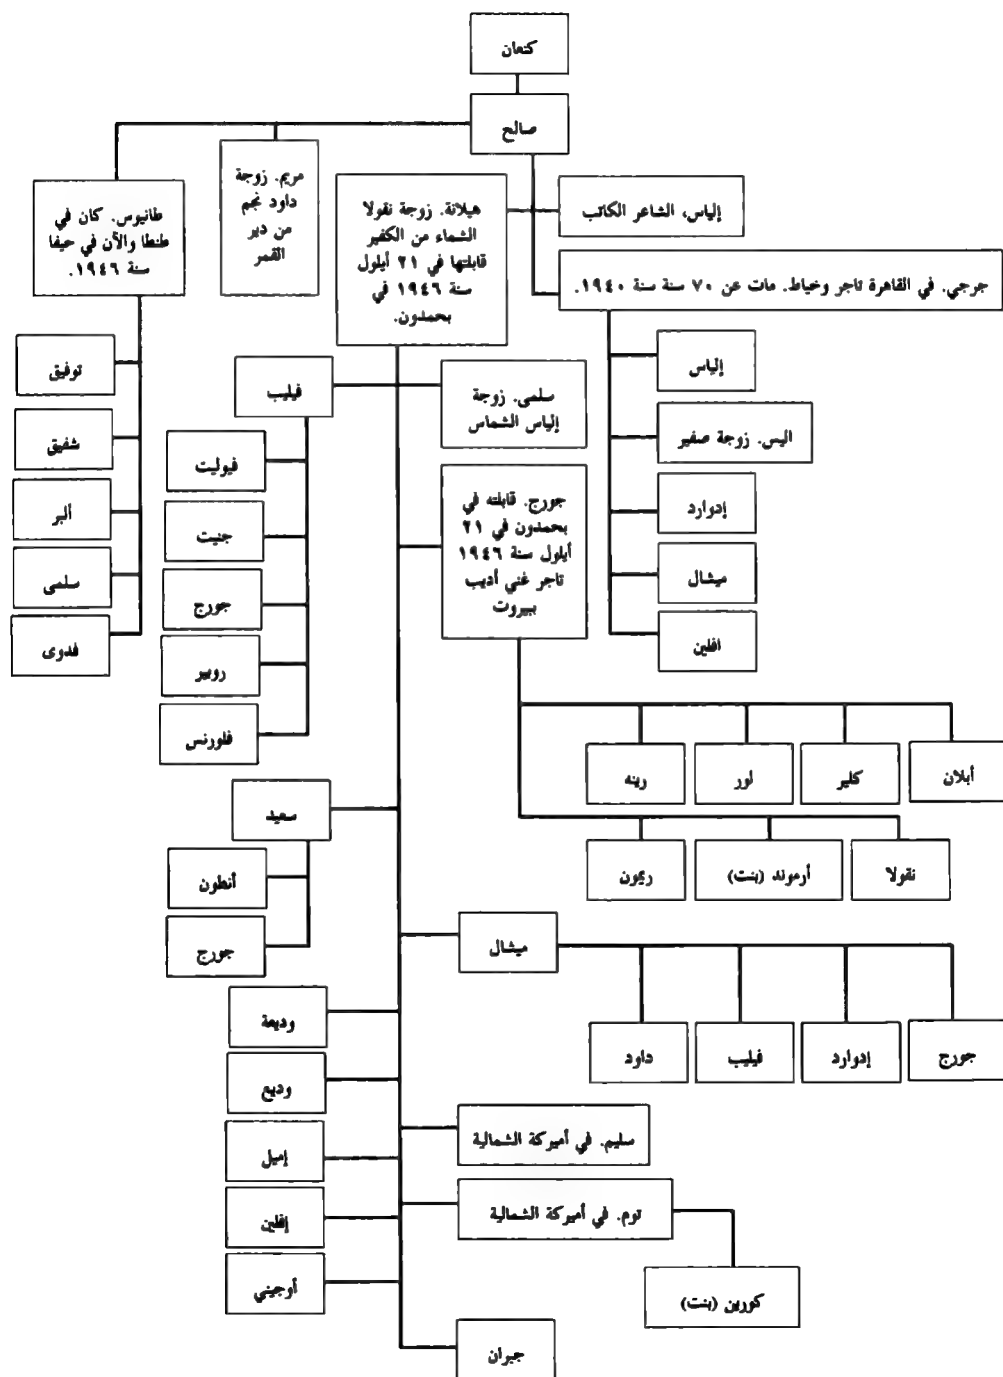 كنعان
صالح
إلياس، الشاعر الكاتب
جرجي. في القاهرة تاجر وخياط. مات عن ٧٠ سنة سنة ١٩٤٠.
إلياس
اليس. زوجة صفير
إدوارد
ميشال
افلين
هيلانة. زوجة نقولا
الشماء من الكفير
قابلتها في ٢١ أيلول
سنة ١٩٤٦ في
بحمدون.
مريم. زوجة
داود نجم
من دير
القمر
طانيوس. كان في
طنطا والآن في حيفا
سنة ١٩٤٦.
توفيق
شفيق
ألبر
سلمى
فدوى
سلمى. زوجة
إلياس الشماس
فيليب
فيوليت
جنيت
جورج
روبير
فلورنس
جورج. قابلته في
بحمدون في ٢١
أيلول سنة ١٩٤٦
تاجر غني أديب
ببيروت
أبلان
كلير
لور
رينه
نقولا
أرموند (بنت)
ريمون
سعيد
أنطون
جورج
ميشال
جورج
إدوارد
فيليب
داود
وديعة
وديع
إميل
إفلين
أوجيني
سليم. في أميركة الشمالية
توم. في أميركة الشمالية
كورين (بنت)
جبران